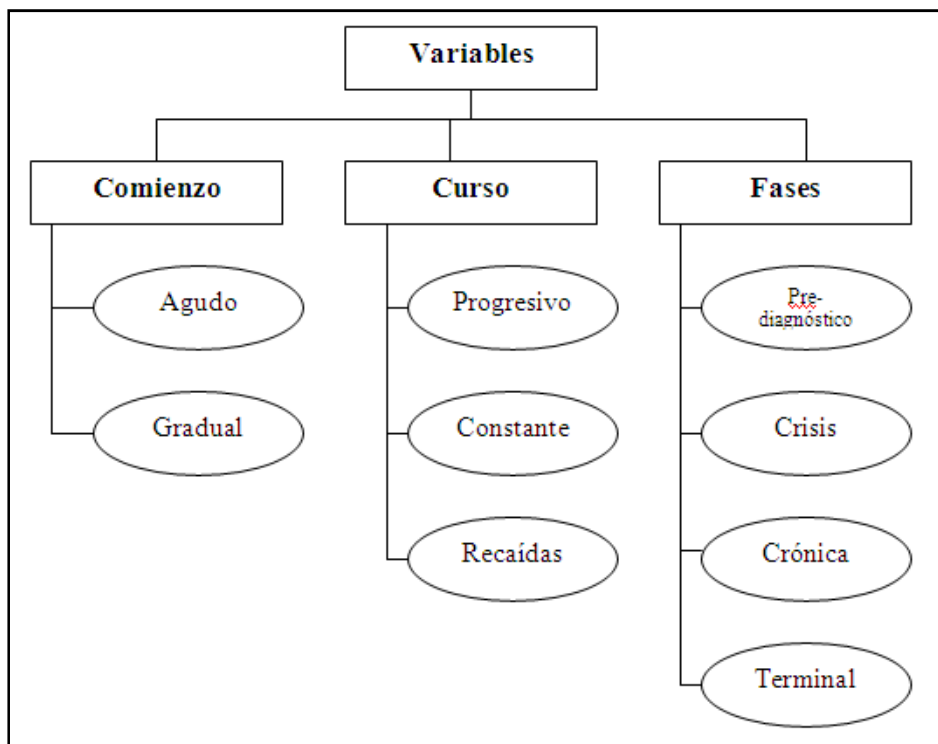 Variables
Comienzo
Curso
Fases
Agudo
Progresivo
Pre-
diagnóstico
Gradual
Constante
Crisis
Recaídas
Crónica
Terminal